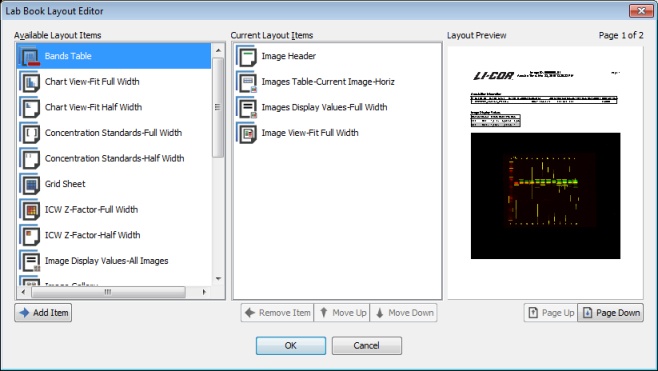 Lab Book Layout Editor
Available Layout Items
Current Layout Items
Layout Preview
Page 1 of 2
Bands Table
Chart View-Fit Full Width
Chart View-Fit Half Width
Concentration Standards-Full Width
Concentration Standards-Half Width
Grid Sheet
ICW Z-Factor-Full Width
ICW Z-Factor-Half Width
Image Display Values-All Images
Image Gallery
Image Header
Images Table-Current Image-Horiz
Images Display Values-Full Width
Image View-Fit Full Width
LI-COR
Add Item
Remove Item
Move Up
Move Down
Page Up
Page Down
OK
Cancel